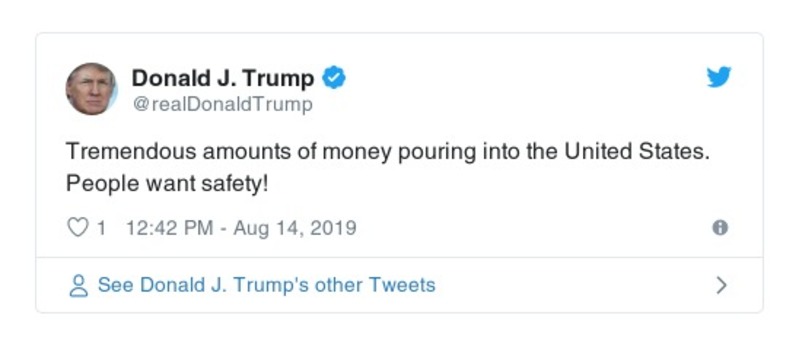 Donald J. Trump
@realDonaldTrump
Tremendous amounts of money pouring into the United States.
People want safety!
1 12:42 PM - Aug 14, 2019
See Donald J. Trump's other Tweets